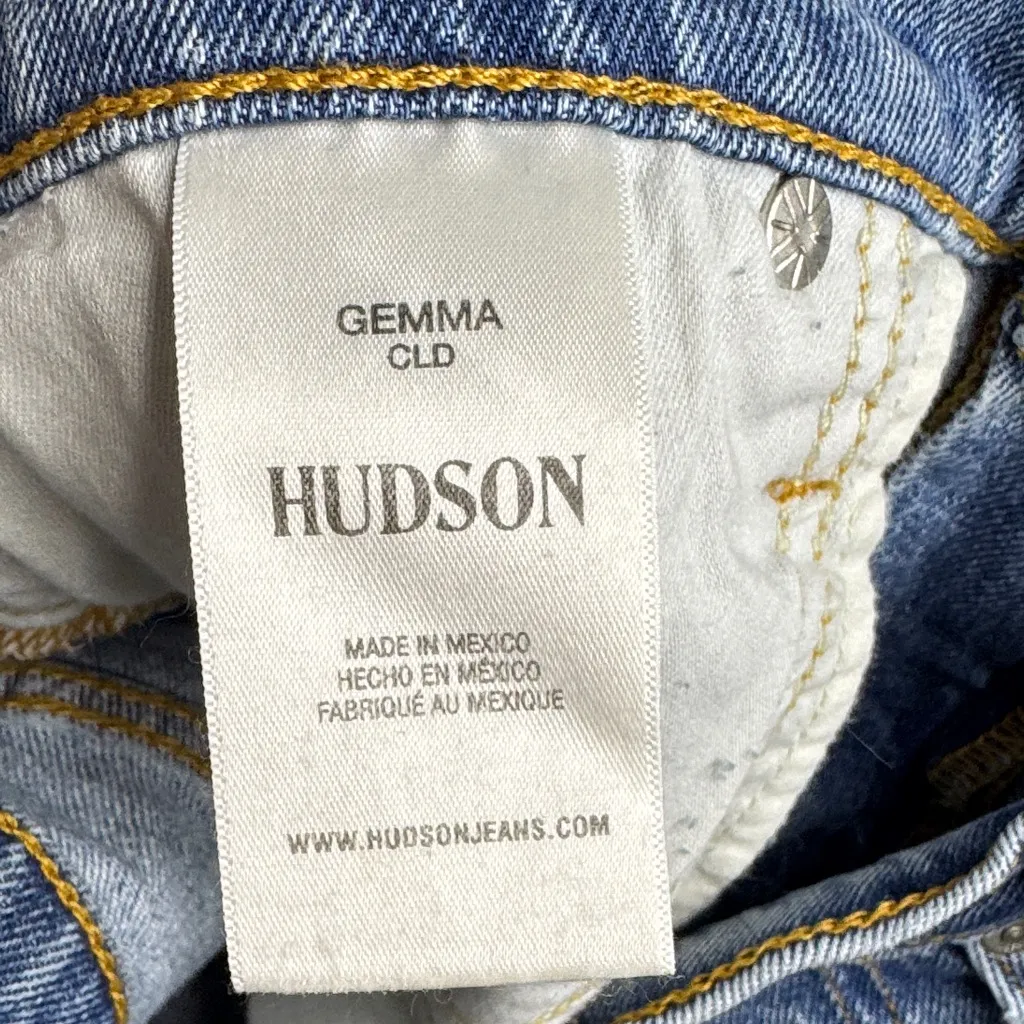 GEMMA
CLD
HUDSON
MADE IN MEXICO
HECHO EN MÉXICO
FABRIQUÉ AU MEXIQUE
WWW.HUDSONJEANS.COM